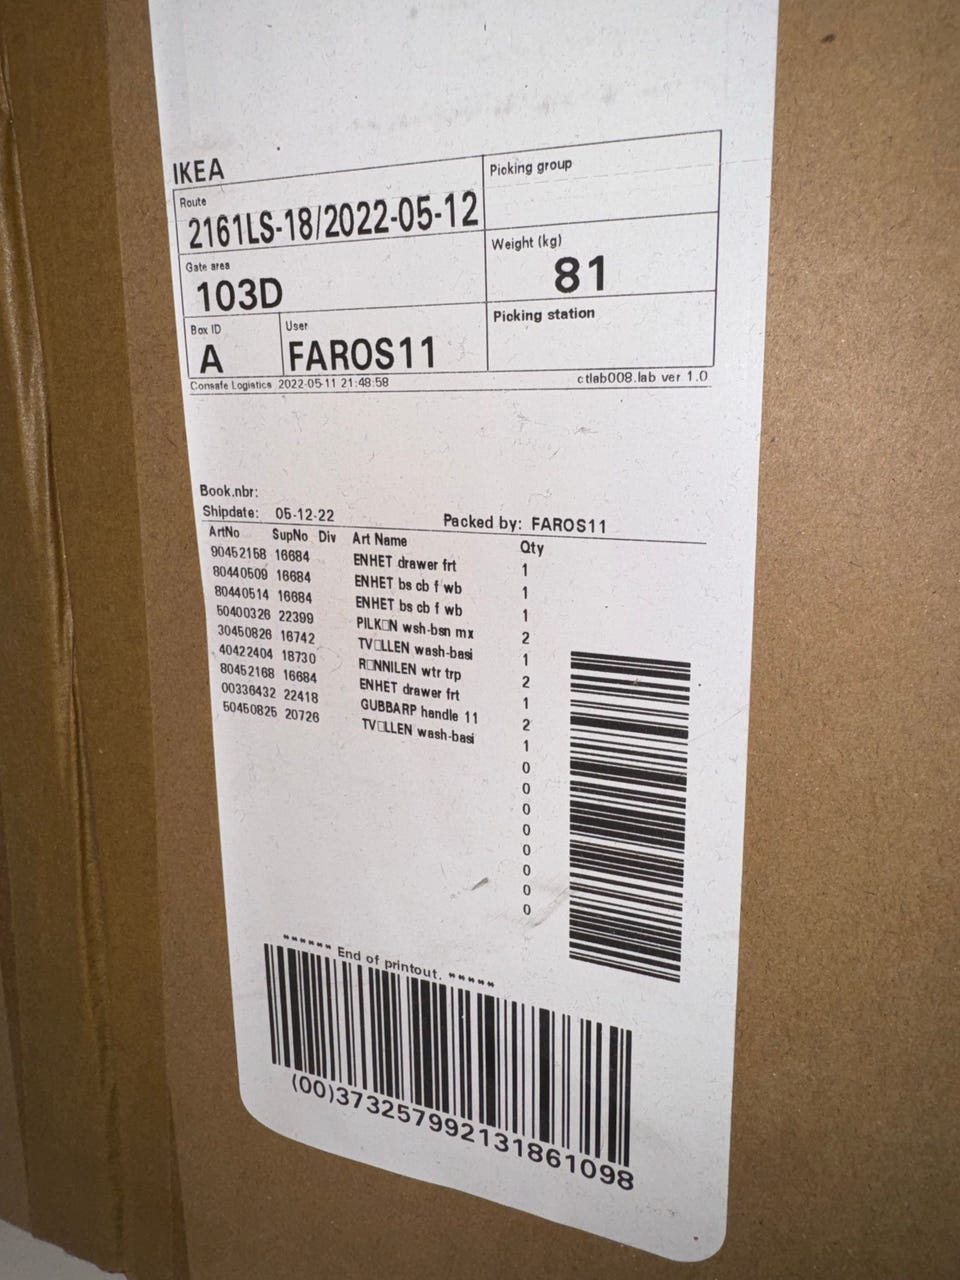 IKEA
Route
2161LS-18/2022-05-12
Picking group
Gate area
103D
Weight (kg)
81
Box ID
A
User
FAROS11
Picking station
Consafe Logistics 2022-05-11 21:48:58
ctlab008.lab ver 1.0
Book.nbr:
Shipdate: 05-12-22 Packed by: FAROS11
ArtNo SupNo Div Art Name Qty
90452158 16684 ENHET drawer frt 1
80440509 16684 ENHET bs cb f wb 1
80440514 16684 ENHET bs cb f wb 1
50400326 22399 PILK□N wsh-bsn mx 2
30450826 16742 TV□LLEN wash-basi 1
40422404 18730 R□NNILEN wtr trp 2
80452168 16684 ENHET drawer frt 1
00336432 22418 GUBBARP handle 11 2
50450825 20726 TV□LLEN wash-basi 1
0
0
0
0
0
0
0
0
****** End of printout. *****
(00)373257992131861098